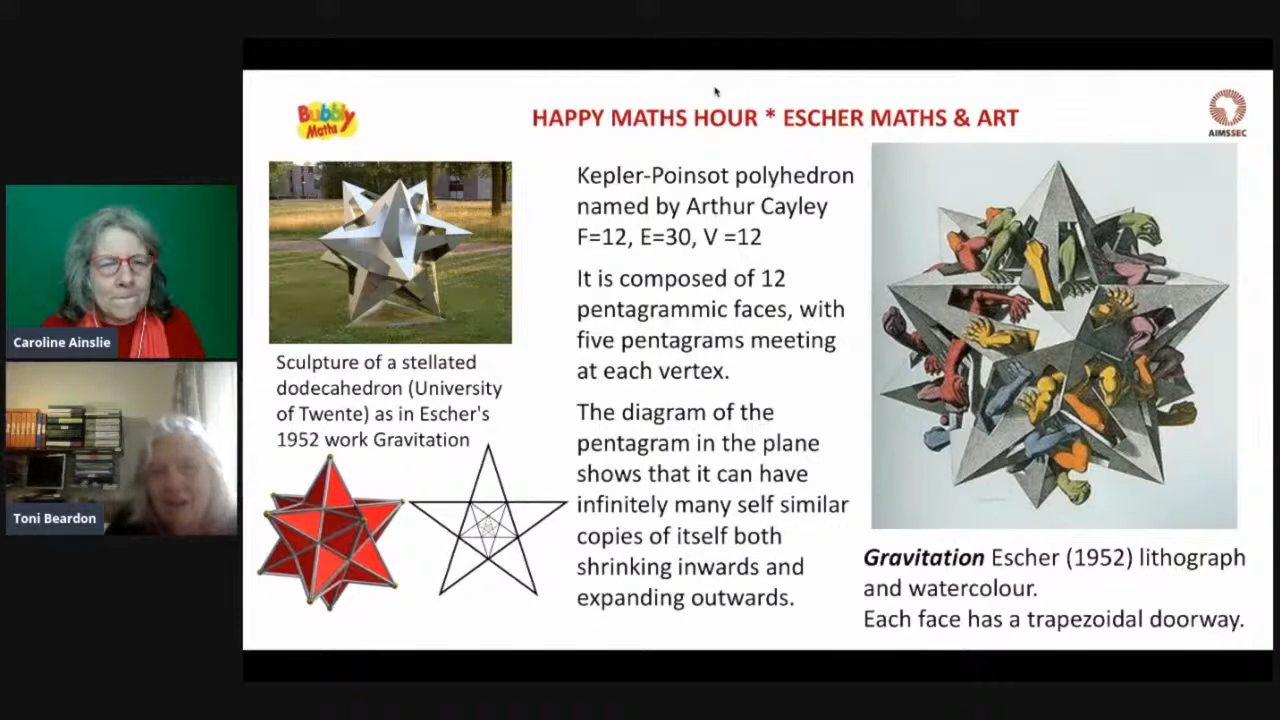 Bubbly
Maths
HAPPY MATHS HOUR * ESCHER MATHS & ART
AIMSSEC
Caroline Ainslie
Toni Beardon
Sculpture of a stellated
dodecahedron (University
of Twente) as in Escher's
1952 work Gravitation
Kepler-Poinsot polyhedron
named by Arthur Cayley
F=12, E=30, V =12
It is composed of 12
pentagrammic faces, with
five pentagrams meeting
at each vertex.
The diagram of the
pentagram in the plane
shows that it can have
infinitely many self similar
copies of itself both
shrinking inwards and
expanding outwards.
Gravitation Escher (1952) lithograph
and watercolour.
Each face has a trapezoidal doorway.